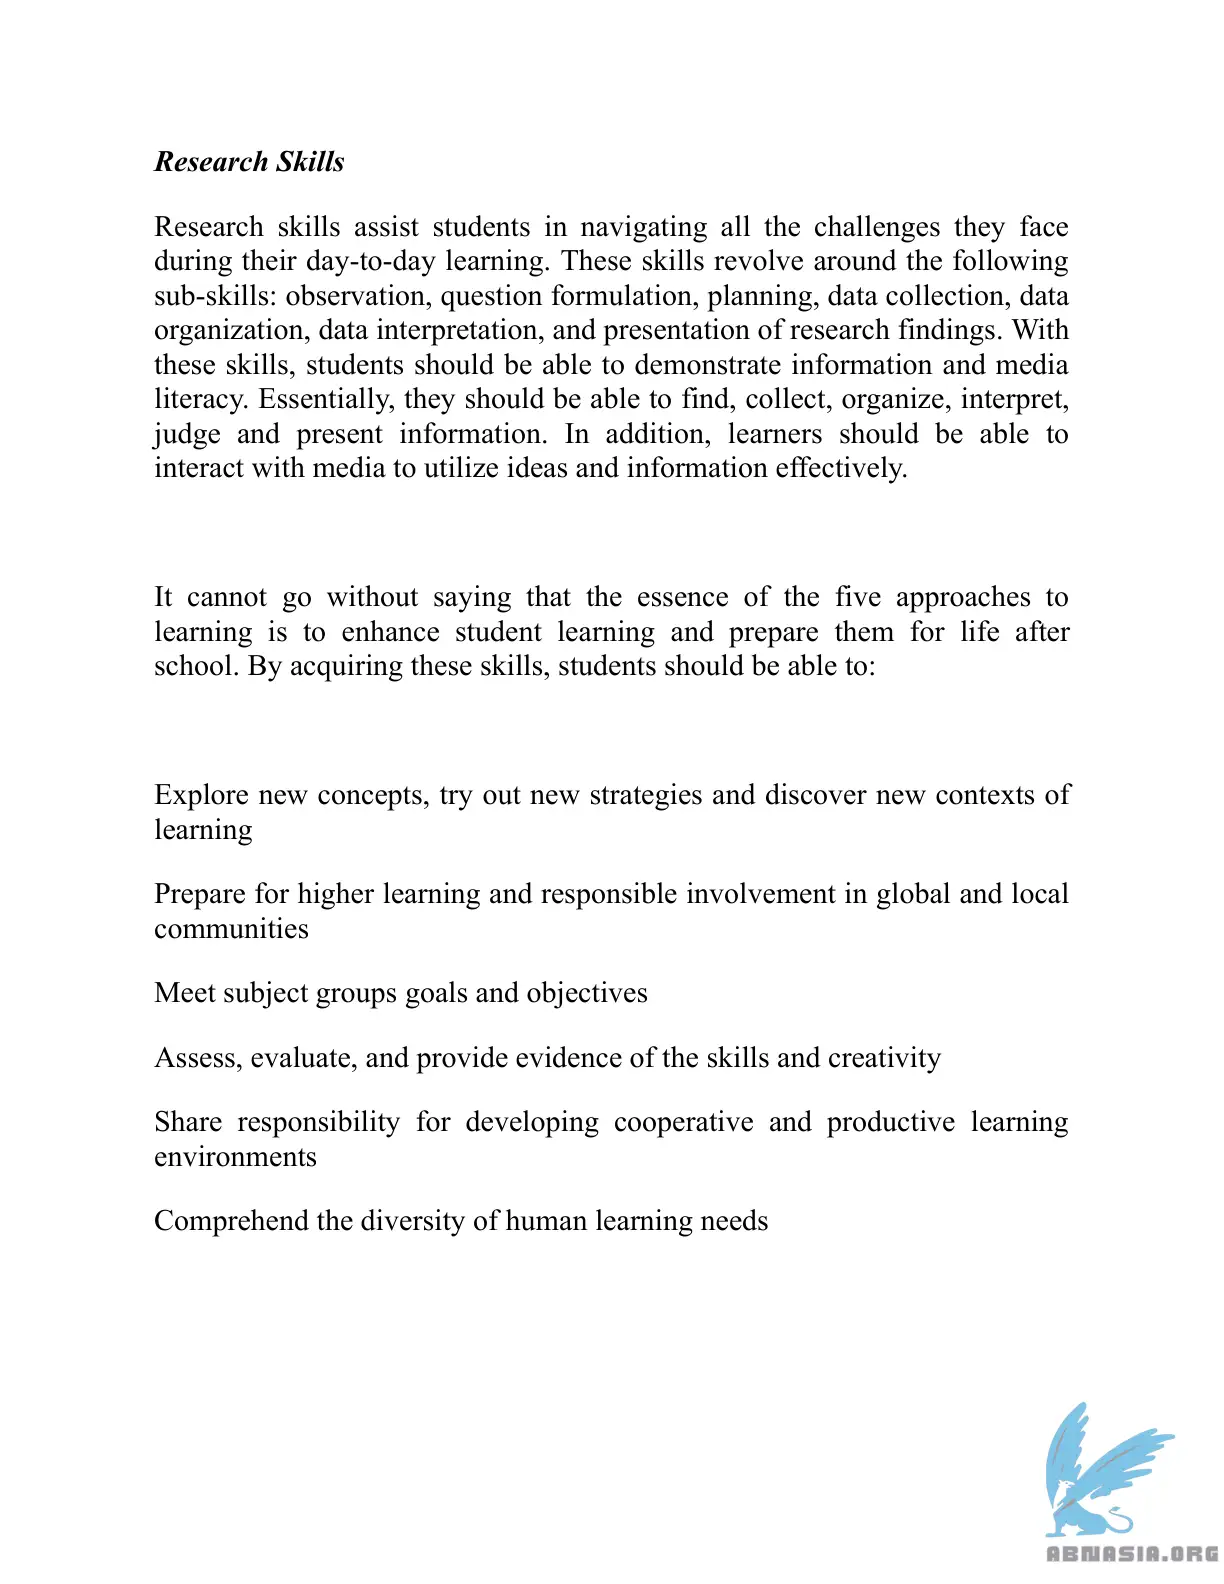 Research Skills
Research skills assist students in navigating all the challenges they face
during their day-to-day learning. These skills revolve around the following
sub-skills: observation, question formulation, planning, data collection, data
organization, data interpretation, and presentation of research findings. With
these skills, students should be able to demonstrate information and media
literacy. Essentially, they should be able to find, collect, organize, interpret,
judge and present information. In addition, learners should be able to
interact with media to utilize ideas and information effectively.
It cannot go without saying that the essence of the five approaches to
learning is to enhance student learning and prepare them for life after
school. By acquiring these skills, students should be able to:
Explore new concepts, try out new strategies and discover new contexts of
learning
Prepare for higher learning and responsible involvement in global and local
communities
Meet subject groups goals and objectives
Assess, evaluate, and provide evidence of the skills and creativity
Share responsibility for developing cooperative and productive learning
environments
Comprehend the diversity of human learning needs
ABNASIA.ORG